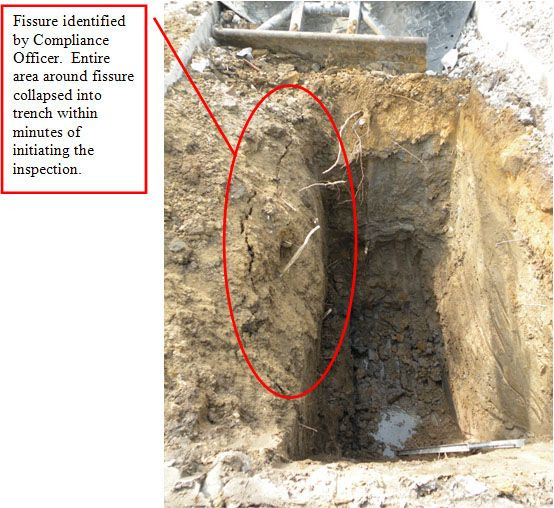 Fissure identified
by Compliance
Officer.  Entire
area around fissure
collapsed into
trench within
minutes of
initiating the
inspection.